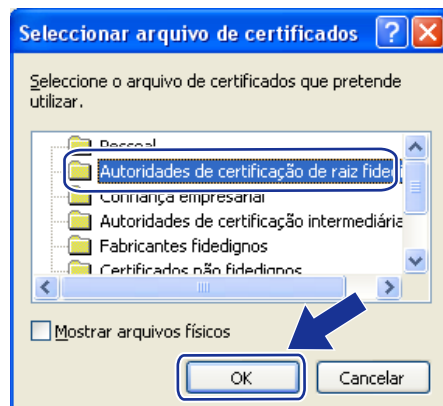 Seleccionar arquivo de certificados
Seleccione o arquivo de certificados que pretende
utilizar.
Pessoal
Autoridades de certificação de raiz fided
Confiança empresarial
Autoridades de certificação intermediária
Fabricantes fidedignos
Certificados não fidedignos
Mostrar arquivos físicos
OK
Cancelar